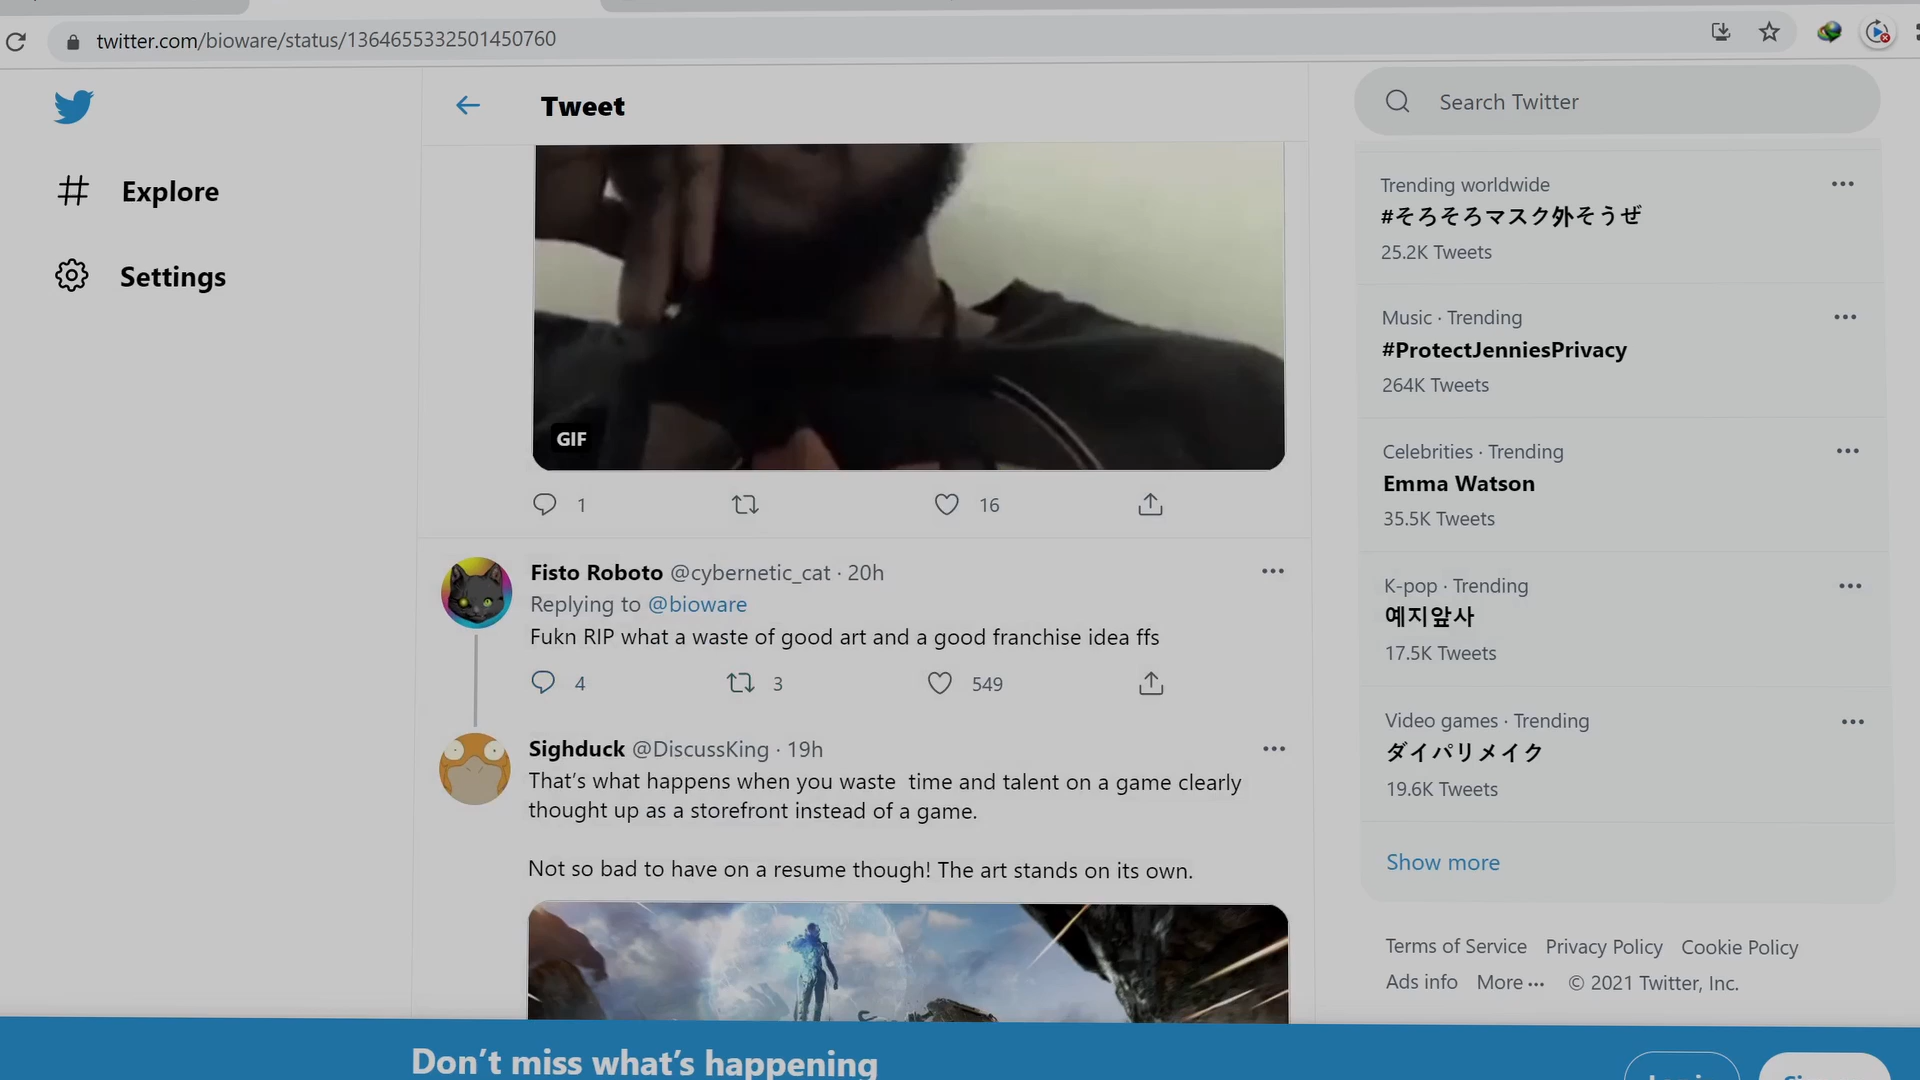 twitter.com/bioware/status/1364655332501450760
Tweet
Search Twitter
Explore
Settings
GIF
1
16
Fisto Roboto @cybernetic_cat · 20h
Replying to @bioware
Fukn RIP what a waste of good art and a good franchise idea ffs
4
3
549
Sighduck @DiscussKing · 19h
That’s what happens when you waste time and talent on a game clearly
thought up as a storefront instead of a game.
Not so bad to have on a resume though! The art stands on its own.
Trending worldwide
#そろそろマスク外そうぜ
25.2K Tweets
Music · Trending
#ProtectJenniesPrivacy
264K Tweets
Celebrities · Trending
Emma Watson
35.5K Tweets
K-pop · Trending
예지앞사
17.5K Tweets
Video games · Trending
ダイパリメイク
19.6K Tweets
Show more
Terms of Service Privacy Policy Cookie Policy
Ads info More ··· © 2021 Twitter, Inc.
Don’t miss what’s happening